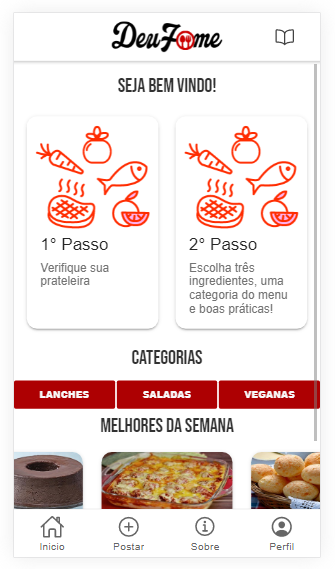 DeuFome
SEJA BEM VINDO!
1° Passo
Verifique sua
prateleira
2° Passo
Escolha três
ingredientes, uma
categoria do menu
e boas práticas!
CATEGORIAS
LANCHES SALADAS VEGANAS
MELHORES DA SEMANA
Inicio Postar Sobre Perfil